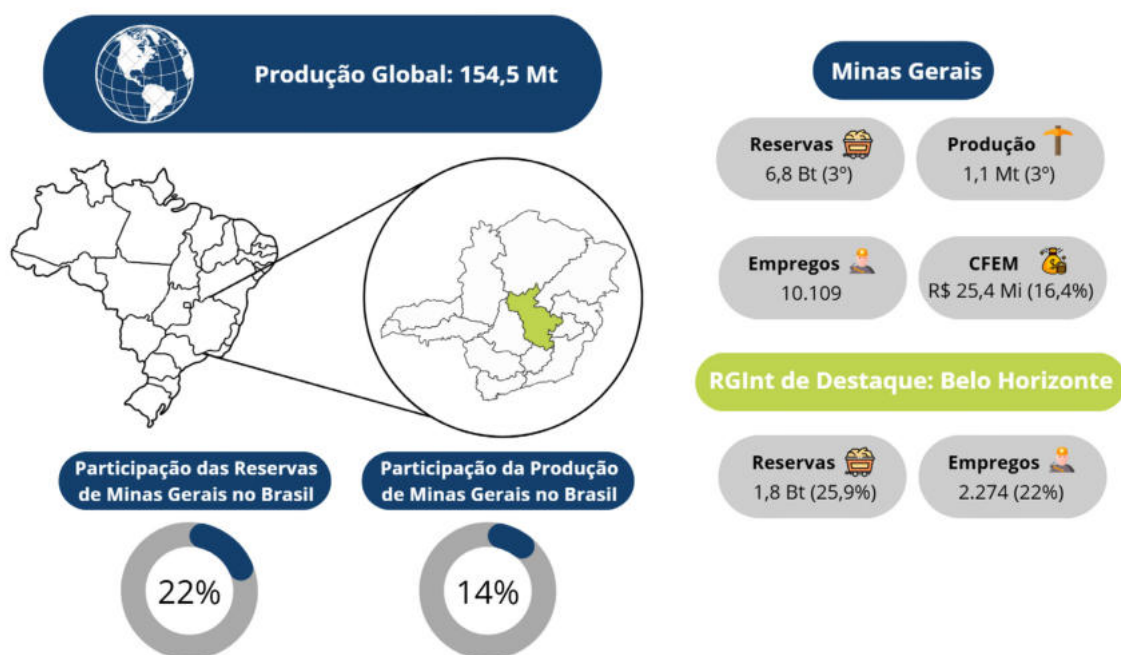 Produção Global: 154,5 Mt
Minas Gerais
Reservas
6,8 Bt (3º)
Produção
1,1 Mt (3º)
Empregos
10.109
CFEM
R$ 25,4 Mi (16,4%)
RGInt de Destaque: Belo Horizonte
Reservas
1,8 Bt (25,9%)
Empregos
2.274 (22%)
Participação das Reservas
de Minas Gerais no Brasil
22%
Participação da Produção
de Minas Gerais no Brasil
14%